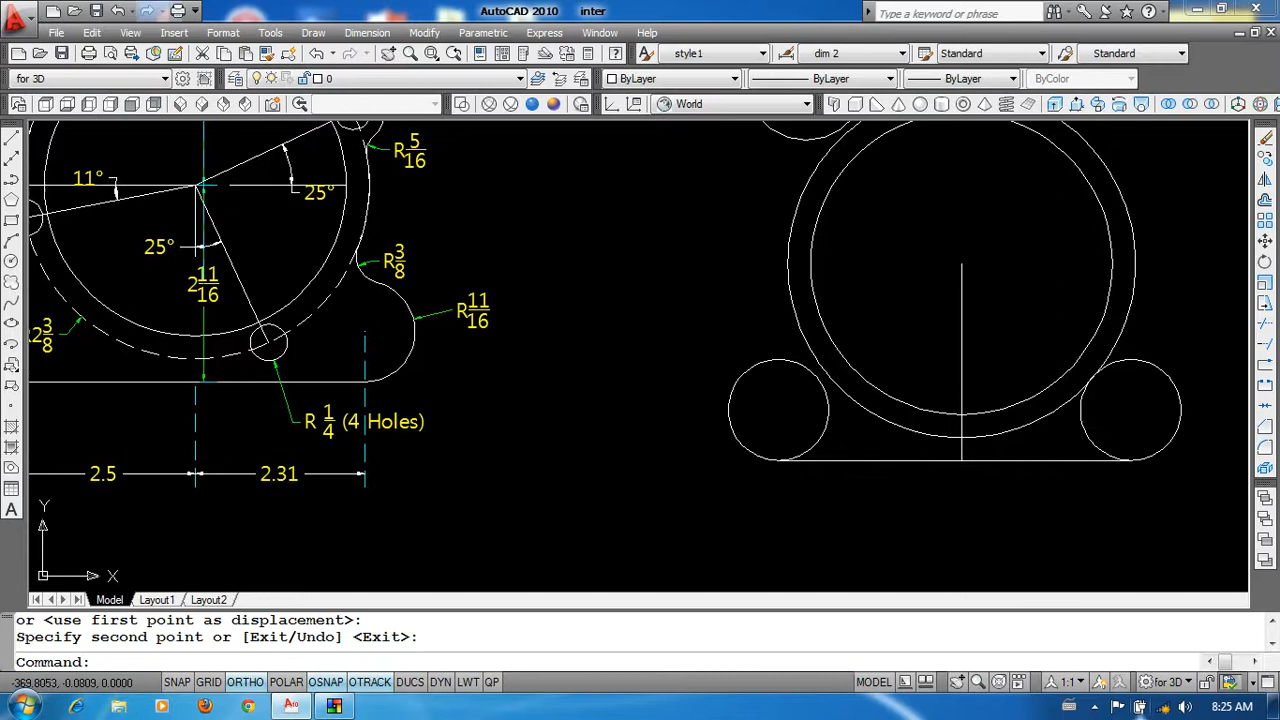 AutoCAD 2010 inter
Type a keyword or phrase
File Edit View Insert Format Tools Draw Dimension Modify Parametric Express Window Help
style1 dim 2 Standard Standard
for 3D 0 ByLayer ByLayer ByLayer ByColor
World
R 5/16
11°
25°
25°
R 3/8
2 11/16
R 11/16
2 3/8
R 1/4 (4 Holes)
2.5 2.31
Y
X
Model Layout1 Layout2
or <use first point as displacement>:
Specify second point or [Exit/Undo] <Exit>:
Command:
-369.8053, -0.0809, 0.0000 SNAP GRID ORTHO POLAR OSNAP OTRACK DUCS DYN LWT QP MODEL 1:1 for 3D
8:25 AM